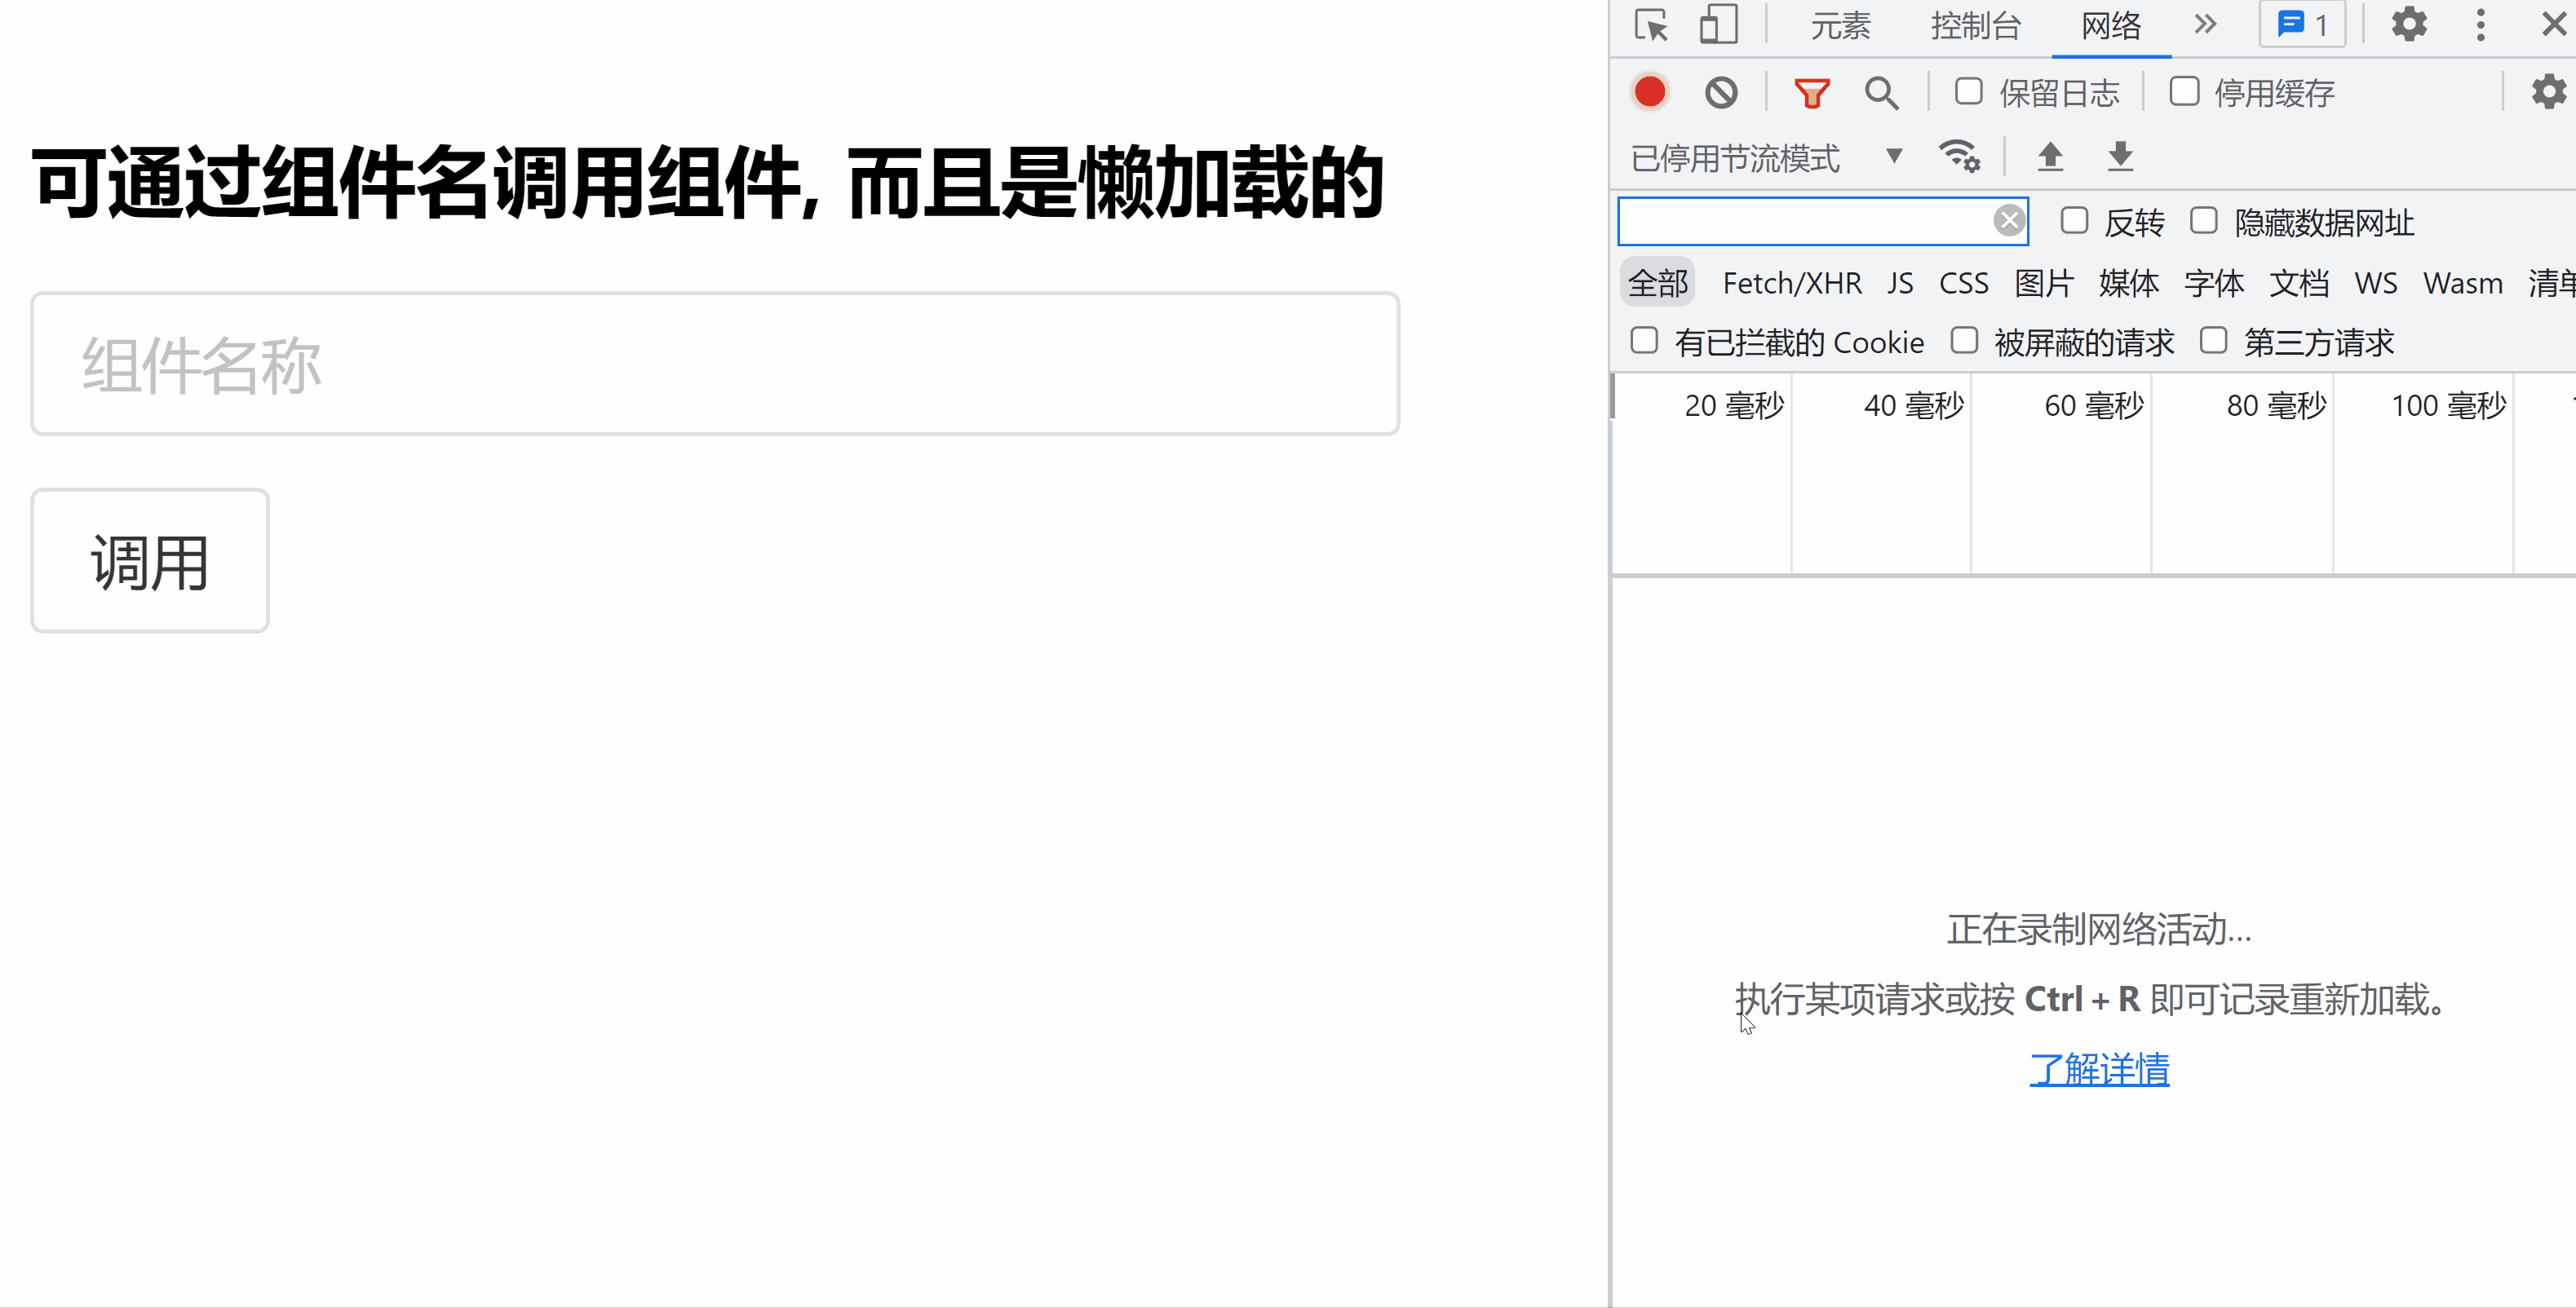 可通过组件名调用组件, 而且是懒加载的
组件名称
调用
元素 控制台 网络 1
保留日志 停用缓存
已停用节流模式
反转 隐藏数据网址
全部 Fetch/XHR JS CSS 图片 媒体 字体 文档 WS Wasm
有已拦截的 Cookie 被屏蔽的请求 第三方请求
20 毫秒 40 毫秒 60 毫秒 80 毫秒 100 毫秒
正在录制网络活动...
执行某项请求或按 Ctrl + R 即可记录重新加载。
了解详情